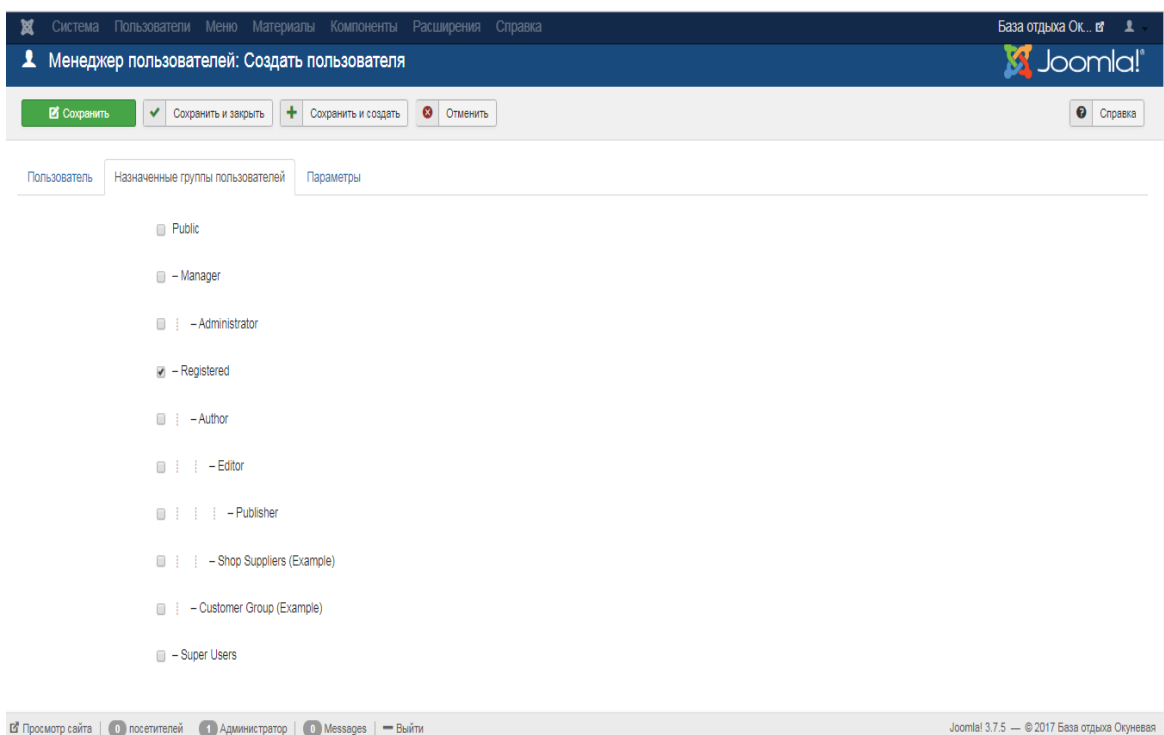 Система Пользователи Меню Материалы Компоненты Расширения Справка База отдыха Ок...
Менеджер пользователей: Создать пользователя Joomla!®
Сохранить Сохранить и закрыть Сохранить и создать Отменить Справка
Пользователь Назначенные группы пользователей Параметры
Public
– Manager
– Administrator
– Registered
– Author
– Editor
– Publisher
– Shop Suppliers (Example)
– Customer Group (Example)
– Super Users
Просмотр сайта | 0 посетителей 1 Администратор | 0 Messages | Выйти Joomla! 3.7.5 — © 2017 База отдыха Окуневая